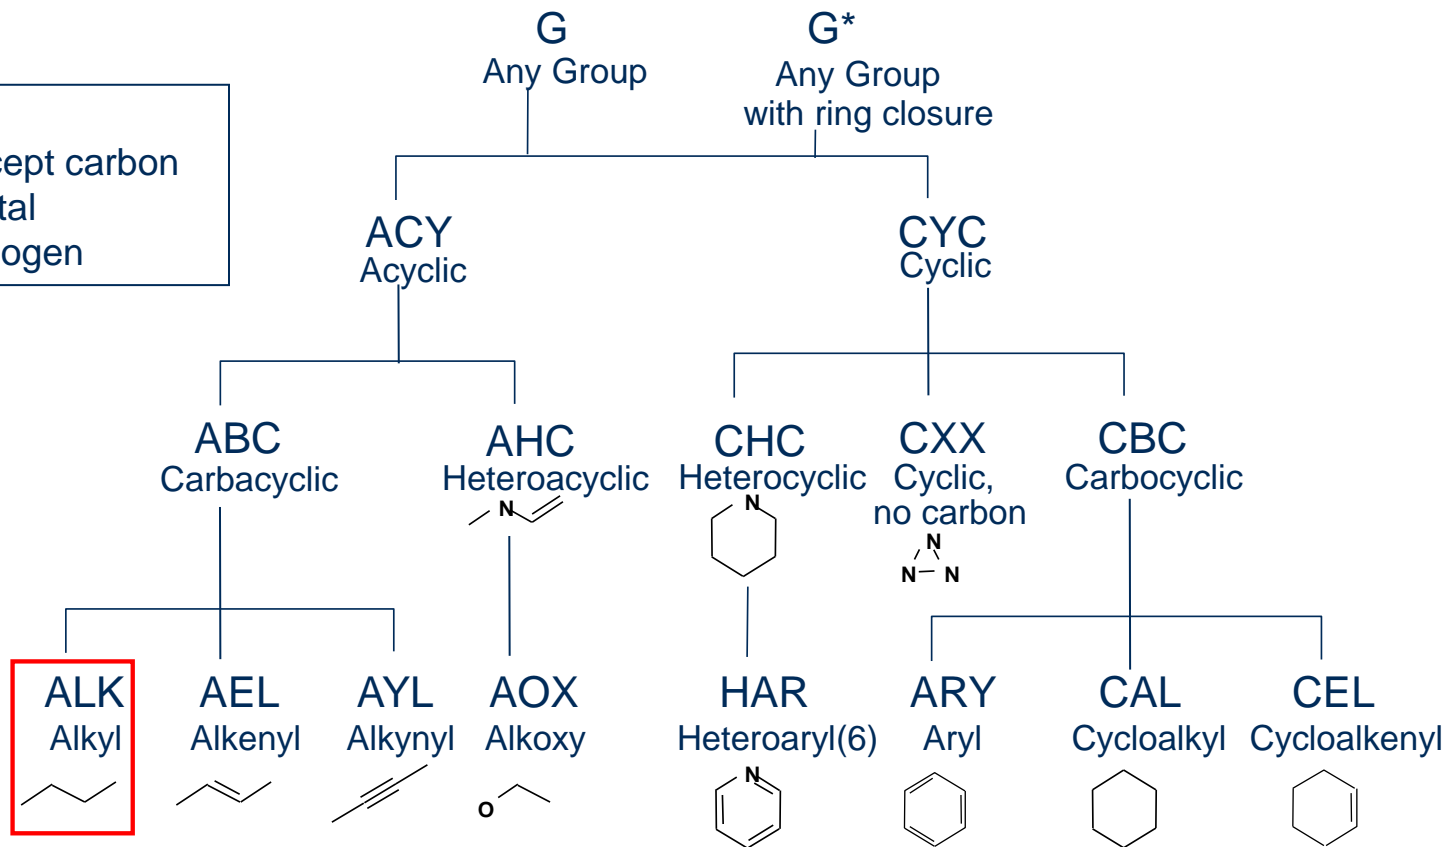 G
Any Group
G*
Any Group
with ring closure
cept carbon
tal
ogen
ACY
Acyclic
CYC
Cyclic
ABC
Carbacyclic
AHC
Heteroacyclic
N
CHC
Heterocyclic
N
CXX
Cyclic,
no carbon
N
N N
CBC
Carbocyclic
ALK
Alkyl
AEL
Alkenyl
AYL
Alkynyl
AOX
Alkoxy
O
HAR
Heteroaryl(6)
N
ARY
Aryl
CAL
Cycloalkyl
CEL
Cycloalkenyl